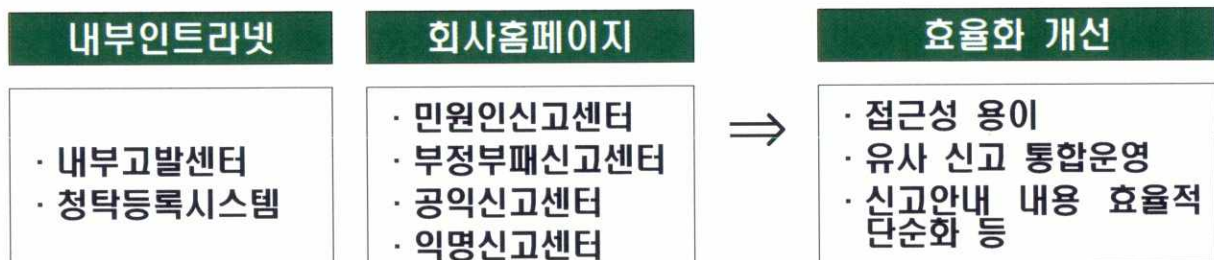 내부인트라넷
· 내부고발센터
· 청탁등록시스템
회사홈페이지
· 민원인신고센터
· 부정부패신고센터
· 공익신고센터
· 익명신고센터
⇒
효율화 개선
· 접근성 용이
· 유사 신고 통합운영
· 신고안내 내용 효율적
단순화 등